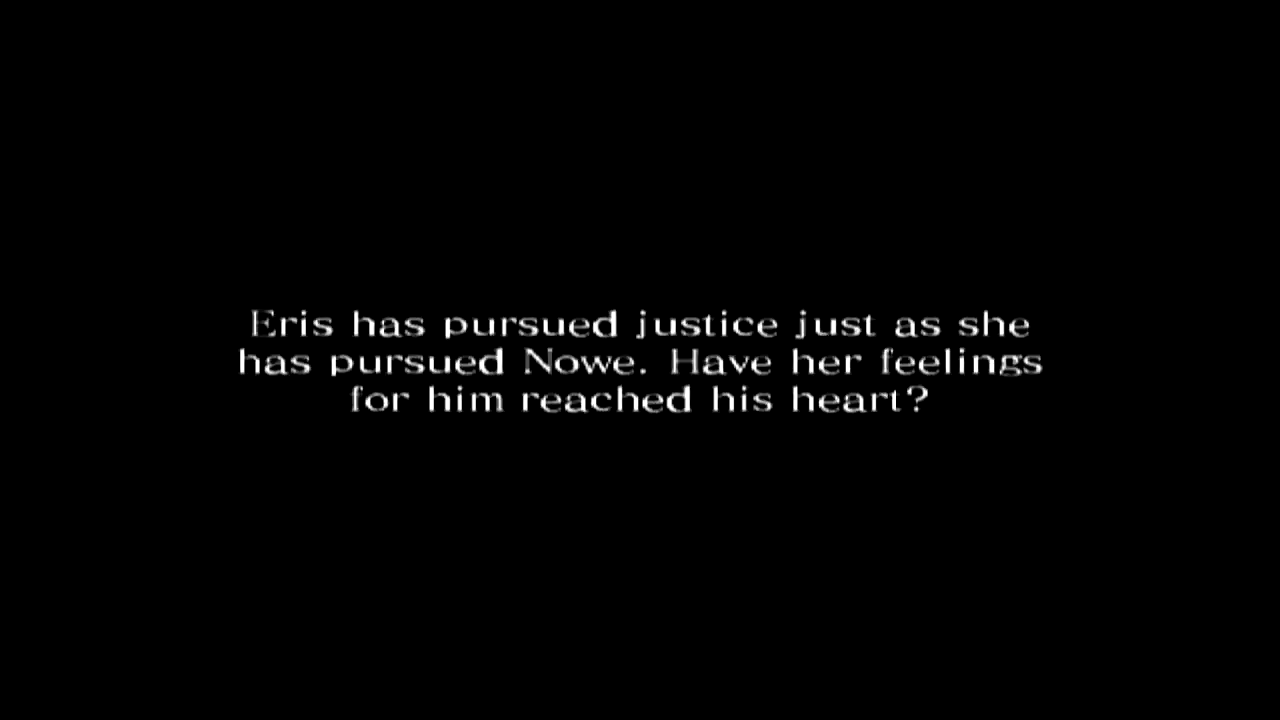 Eris has pursued justice just as she
has pursued Nowe. Have her feelings
for him reached his heart?